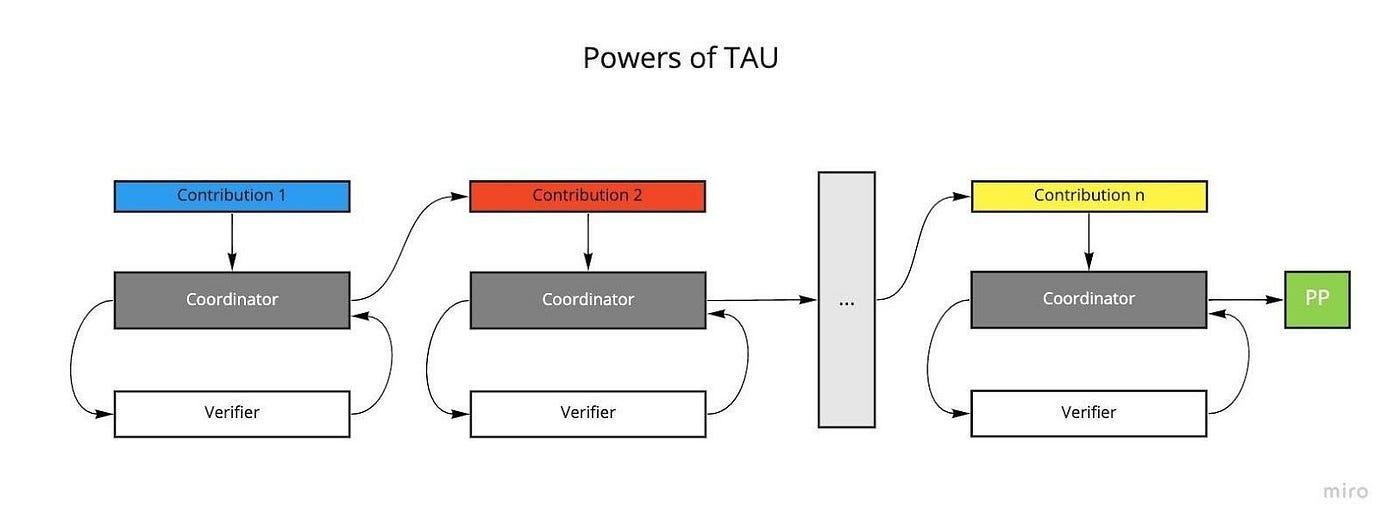 Powers of TAU
Contribution 1
Contribution 2
Contribution n
Coordinator
Coordinator
...
Coordinator
PP
Verifier
Verifier
Verifier
miro